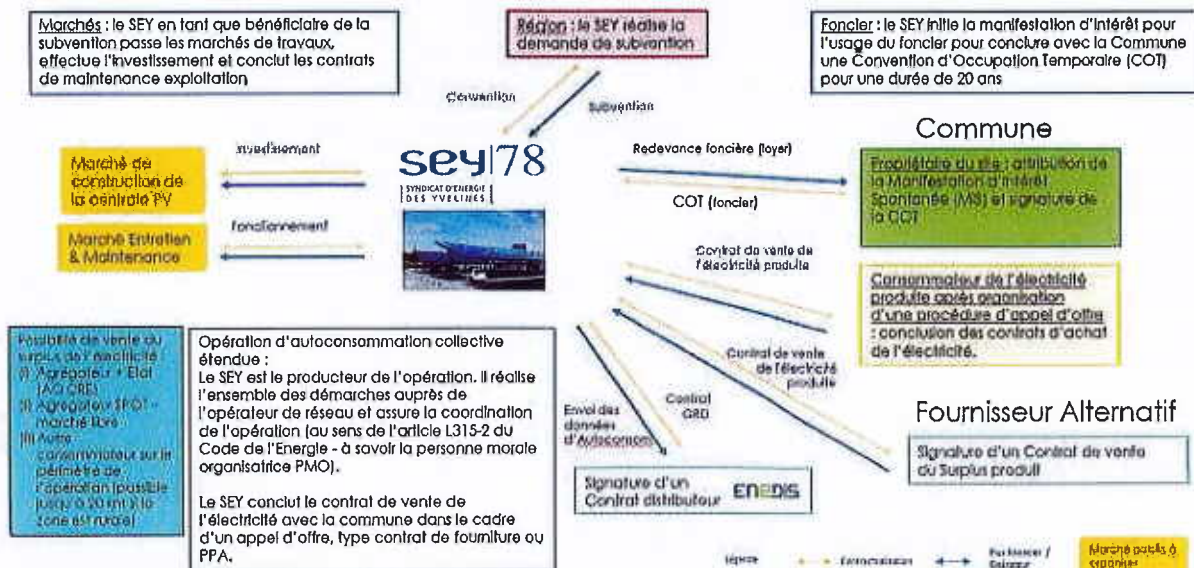 Marchés : le SEY en tant que bénéficiaire de la
subvention passe les marchés de travaux,
effectue l'investissement et conclut les contrats
de maintenance exploitation
Région : le SEY réalise la
demande de subvention
Foncier : le SEY initie la manifestation d'intérêt pour
l'usage du foncier pour conclure avec la Commune
une Convention d'Occupation Temporaire (COT)
pour une durée de 20 ans
Convention
Subvention
Marché de
construction de
la centrale PV
Investissement
Marché Entretien
& Maintenance
Fonctionnement
sey|78
SYNDICAT D'ENERGIE
DES YVELINES
Redevance foncière (loyer)
COT (foncier)
Commune
Propriétaire du site : attribution de
la Manifestation d'Intérêt
Spontanée (MIS) et signature de
la COT
Contrat de vente de
l'électricité produite
Consommateur de l'électricité
produite après organisation
d'une procédure d'appel d'offre
: conclusion des contrats d'achat
de l'électricité.
Contrat de vente
de l'électricité
produite
Possibilité de vente du
surplus de l'électricité :
(i) Agrégateur + Etat
(AO CRE)
(ii) Agrégateur SPOT -
marché libre
(iii) Autre
consommateur sur le
périmètre de
l'opération (possible
jusqu'à 20 km si la
zone est rurale)
Opération d'autoconsommation collective
étendue :
Le SEY est le producteur de l'opération. Il réalise
l'ensemble des démarches auprès de
l'opérateur de réseau et assure la coordination
de l'opération (au sens de l'article L315-2 du
Code de l'Energie - à savoir la personne morale
organisatrice PMO).
Le SEY conclut le contrat de vente de
l'électricité avec la commune dans le cadre
d'un appel d'offre, type contrat de fourniture ou
PPA.
Envoi des
données
d'Autoconsom
Contrat
GRD
Signature d'un
Contrat distributeur
ENEDIS
Fournisseur Alternatif
Signature d'un Contrat de vente
du Surplus produit
Contractualisation
Marché public à
organiser